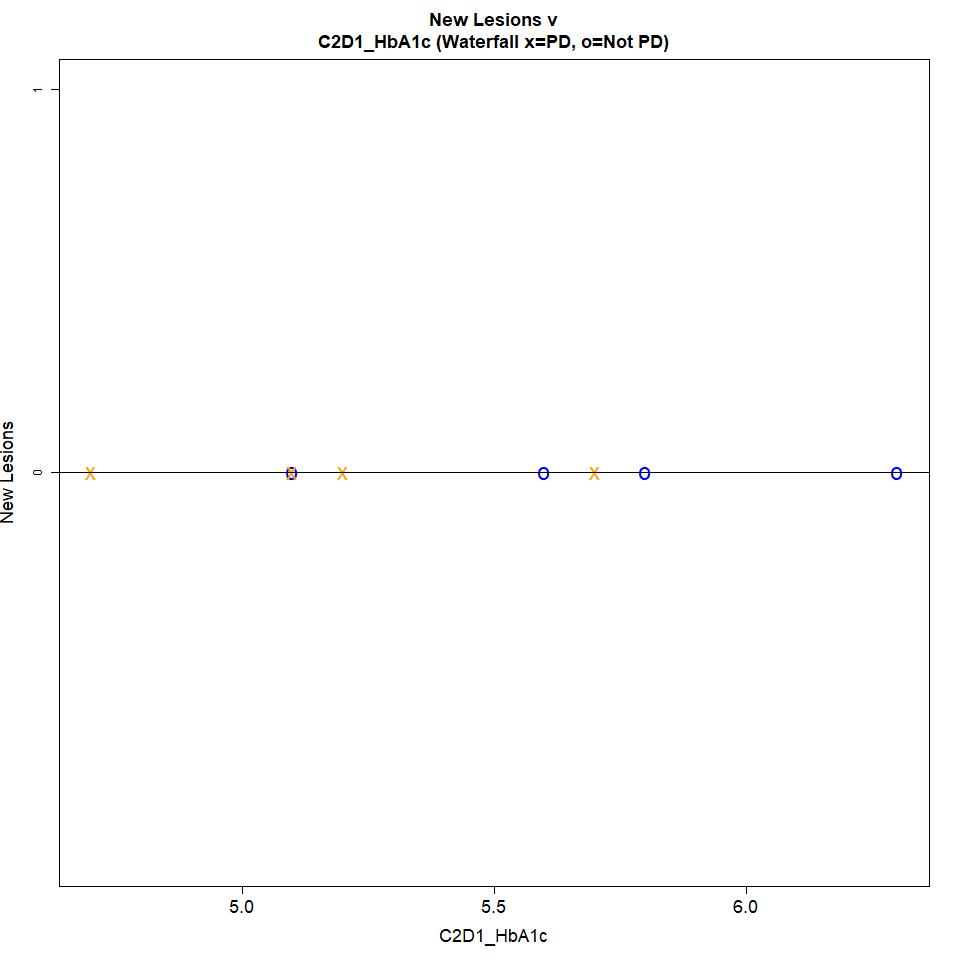 New Lesions v
C2D1_HbA1c (Waterfall x=PD, o=Not PD)
1
New Lesions
0
x o x x o x o o
5.0 5.5 6.0
C2D1_HbA1c